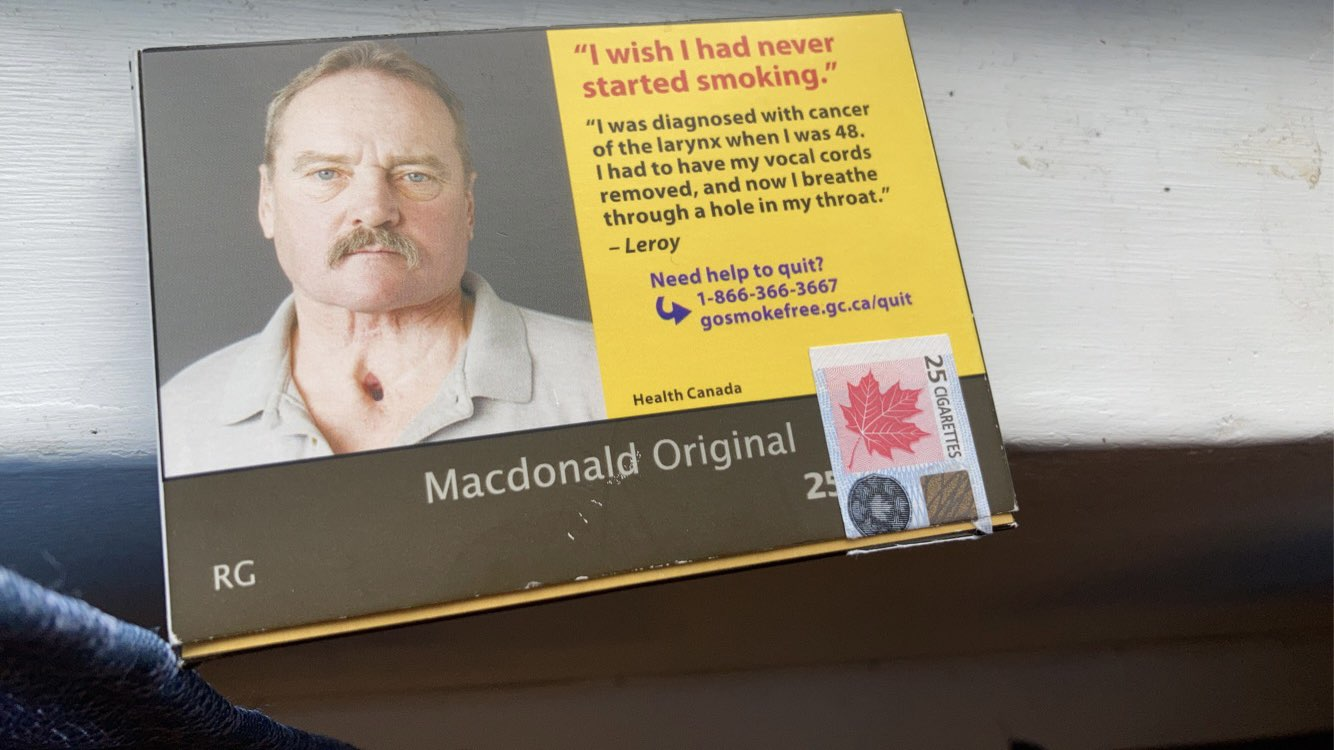 “I wish I had never
started smoking.”
“I was diagnosed with cancer
of the larynx when I was 48.
I had to have my vocal cords
removed, and now I breathe
through a hole in my throat.”
– Leroy
Need help to quit?
1-866-366-3667
gosmokefree.gc.ca/quit
Health Canada
25 CIGARETTES
Macdonald Original
25
RG